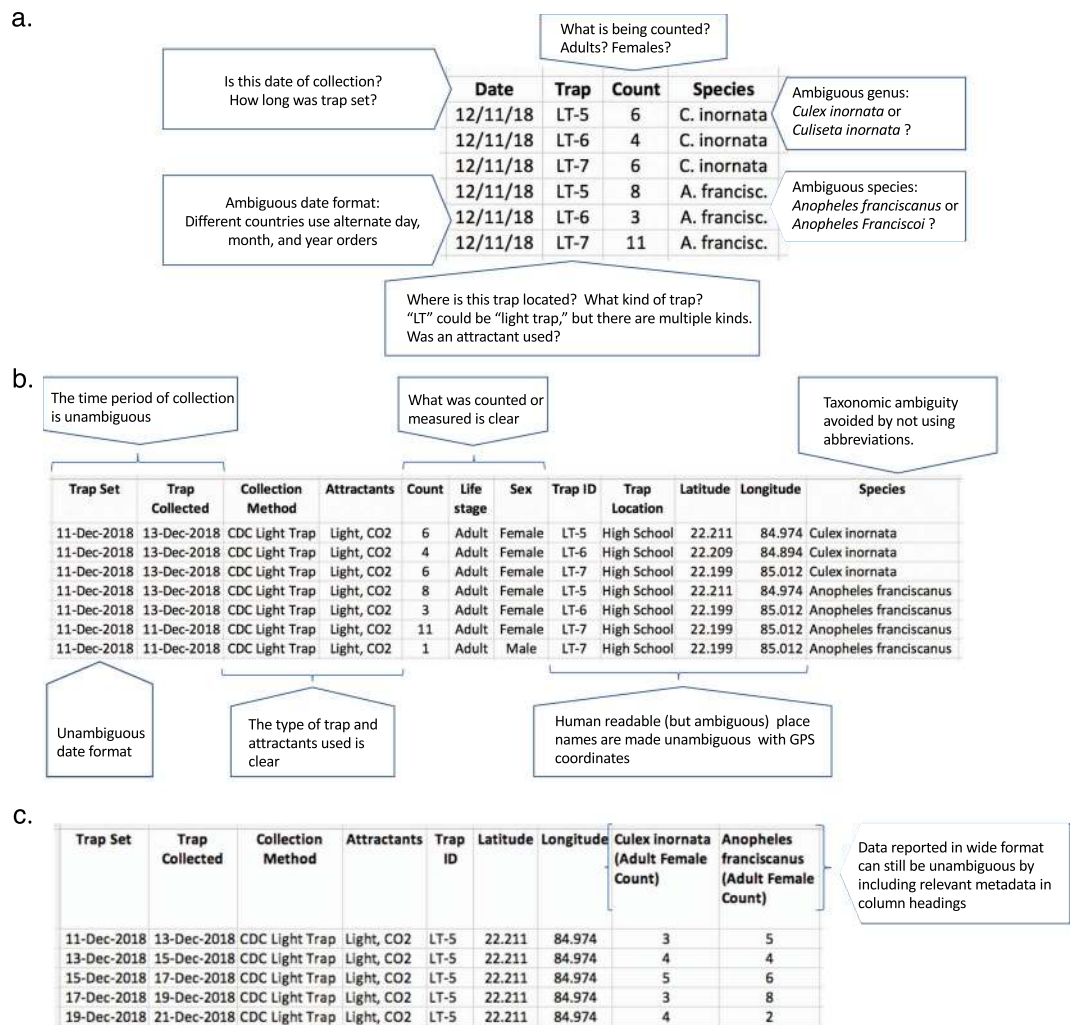 a.
What is being counted?
Adults? Females?
Is this date of collection?
How long was trap set?
Date Trap Count Species
12/11/18 LT-5 6 C. inornata
12/11/18 LT-6 4 C. inornata
12/11/18 LT-7 6 C. inornata
12/11/18 LT-5 8 A. francisc.
12/11/18 LT-6 3 A. francisc.
12/11/18 LT-7 11 A. francisc.
Ambiguous genus:
Culex inornata or
Culiseta inornata ?
Ambiguous date format:
Different countries use alternate day,
month, and year orders
Ambiguous species:
Anopheles franciscanus or
Anopheles Franciscoi ?
Where is this trap located? What kind of trap?
“LT” could be “light trap,” but there are multiple kinds.
Was an attractant used?
b.
The time period of collection
is unambiguous
What was counted or
measured is clear
Taxonomic ambiguity
avoided by not using
abbreviations.
Trap Set Trap Collection Attractants Count Life Sex Trap ID Trap Latitude Longitude Species
Collected Method stage Location
11-Dec-2018 13-Dec-2018 CDC Light Trap Light, CO2 6 Adult Female LT-5 High School 22.211 84.974 Culex inornata
11-Dec-2018 13-Dec-2018 CDC Light Trap Light, CO2 4 Adult Female LT-6 High School 22.209 84.894 Culex inornata
11-Dec-2018 13-Dec-2018 CDC Light Trap Light, CO2 6 Adult Female LT-7 High School 22.199 85.012 Culex inornata
11-Dec-2018 13-Dec-2018 CDC Light Trap Light, CO2 8 Adult Female LT-5 High School 22.211 84.974 Anopheles franciscanus
11-Dec-2018 13-Dec-2018 CDC Light Trap Light, CO2 3 Adult Female LT-6 High School 22.199 85.012 Anopheles franciscanus
11-Dec-2018 11-Dec-2018 CDC Light Trap Light, CO2 11 Adult Female LT-7 High School 22.199 85.012 Anopheles franciscanus
11-Dec-2018 11-Dec-2018 CDC Light Trap Light, CO2 1 Adult Male LT-7 High School 22.199 85.012 Anopheles franciscanus
Unambiguous
date format
The type of trap and
attractants used is
clear
Human readable (but ambiguous) place
names are made unambiguous with GPS
coordinates
c.
Trap Set Trap Collection Attractants Trap Latitude Longitude Culex inornata Anopheles
Collected Method ID (Adult Female franciscanus
Count) (Adult Female
Count)
11-Dec-2018 13-Dec-2018 CDC Light Trap Light, CO2 LT-5 22.211 84.974 3 5
13-Dec-2018 15-Dec-2018 CDC Light Trap Light, CO2 LT-5 22.211 84.974 4 4
15-Dec-2018 17-Dec-2018 CDC Light Trap Light, CO2 LT-5 22.211 84.974 5 6
17-Dec-2018 19-Dec-2018 CDC Light Trap Light, CO2 LT-5 22.211 84.974 3 8
19-Dec-2018 21-Dec-2018 CDC Light Trap Light, CO2 LT-5 22.211 84.974 4 2
Data reported in wide format
can still be unambiguous by
including relevant metadata in
column headings